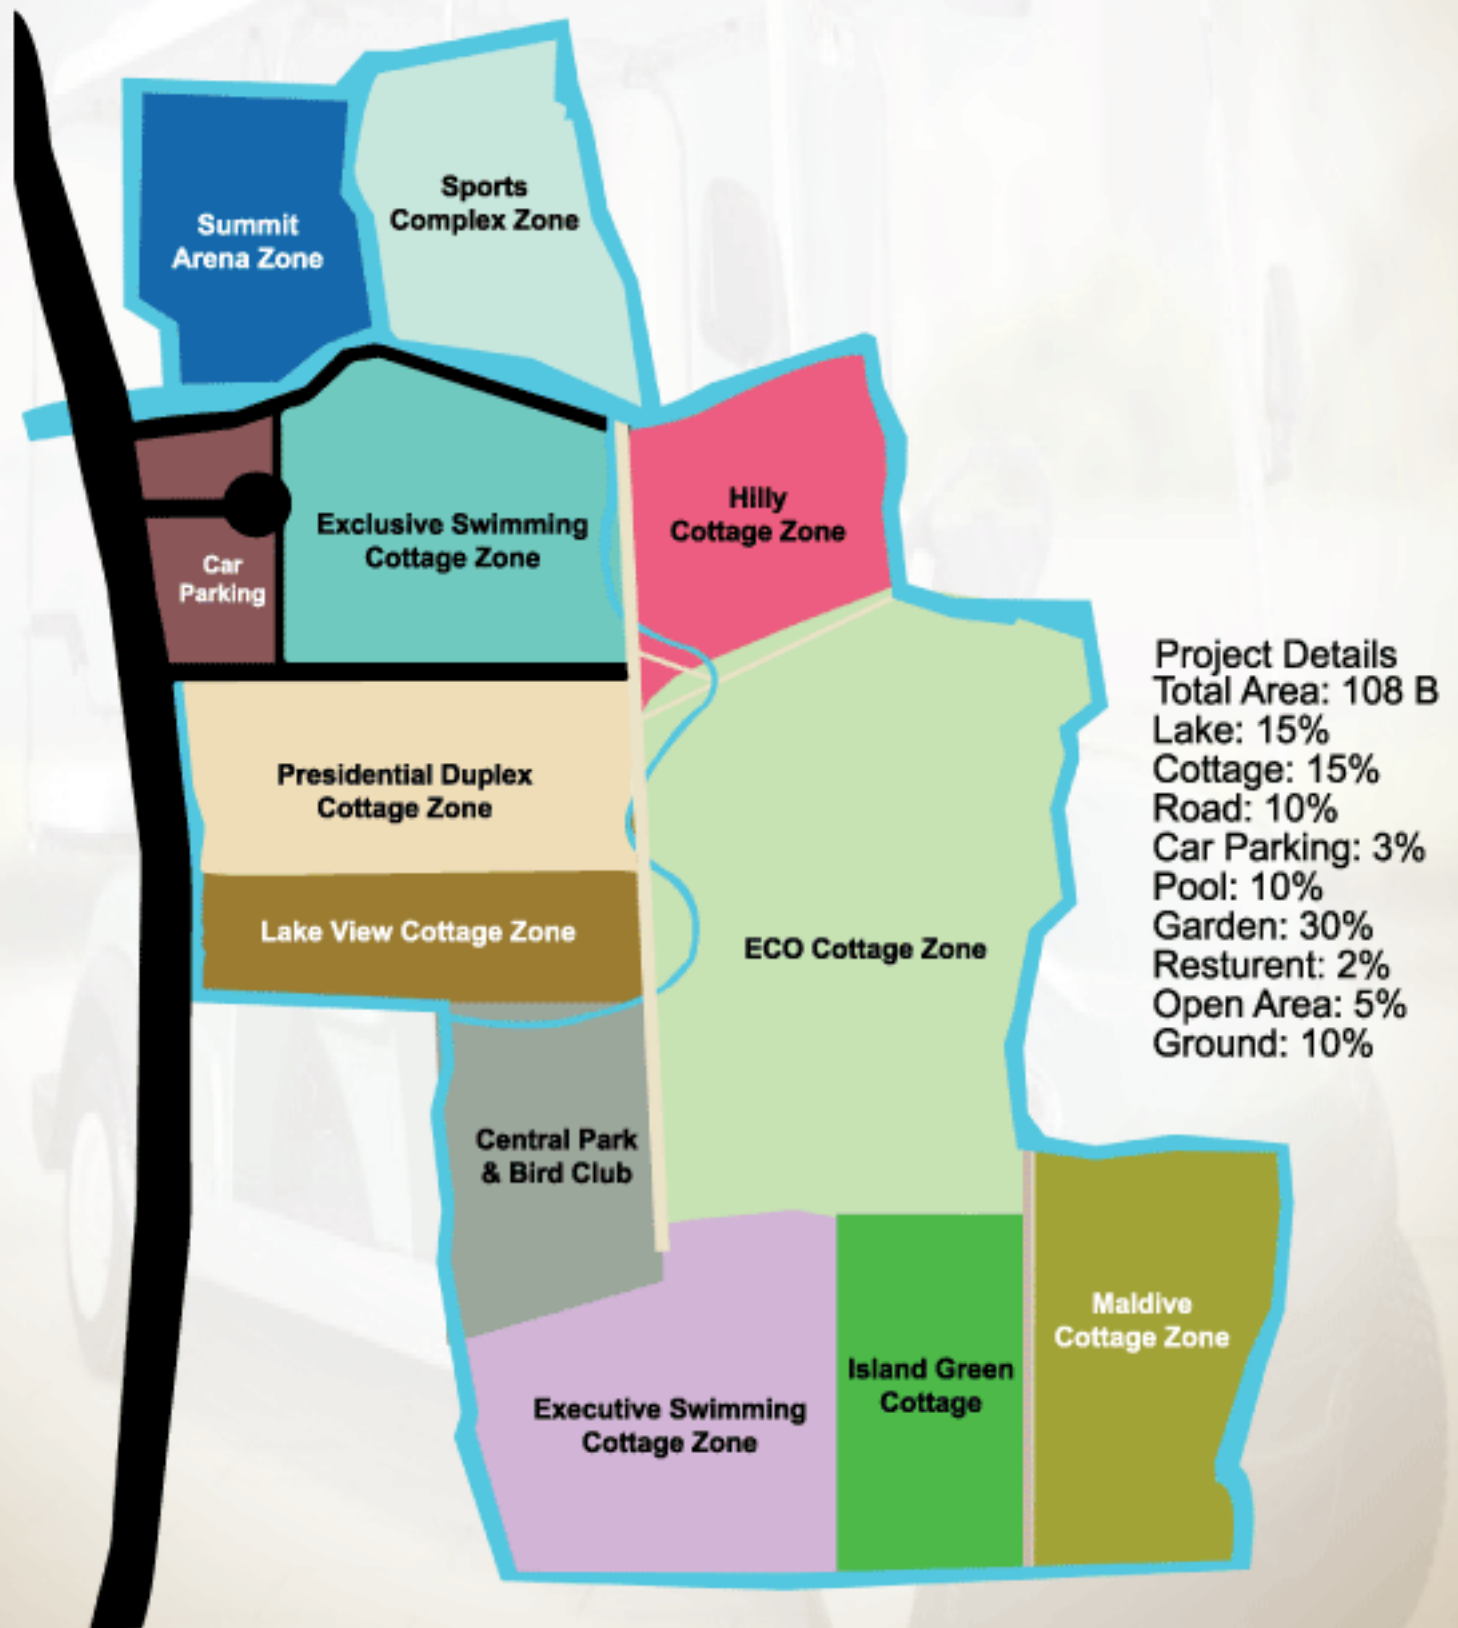 Sports
Complex Zone
Summit
Arena Zone
Hilly
Cottage Zone
Exclusive Swimming
Cottage Zone
Car
Parking
Project Details
Total Area: 108 B
Lake: 15%
Cottage: 15%
Road: 10%
Car Parking: 3%
Pool: 10%
Garden: 30%
Resturent: 2%
Open Area: 5%
Ground: 10%
Presidential Duplex
Cottage Zone
Lake View Cottage Zone
ECO Cottage Zone
Central Park
& Bird Club
Maldive
Cottage Zone
Island Green
Cottage
Executive Swimming
Cottage Zone